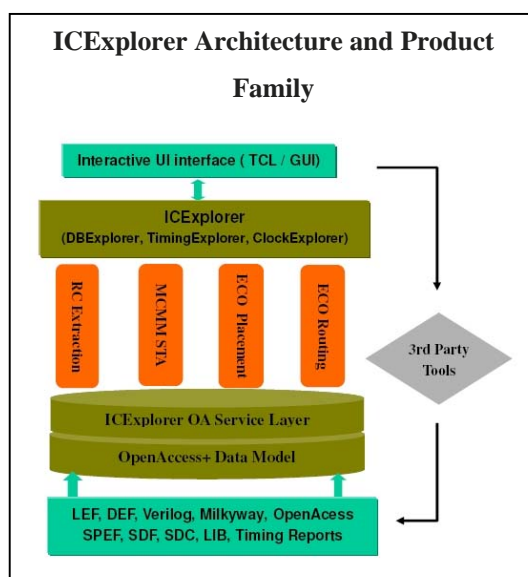 ICExplorer Architecture and Product
Family
Interactive UI interface ( TCL / GUI)
ICExplorer
(DBExplorer, TimingExplorer, ClockExplorer)
RC Extraction
MCMM STA
ECO Placement
ECO Routing
3rd Party
Tools
ICExplorer OA Service Layer
OpenAccess+ Data Model
LEF, DEF, Verilog, Milkyway, OpenAcess
SPEF, SDF, SDC, LIB, Timing Reports